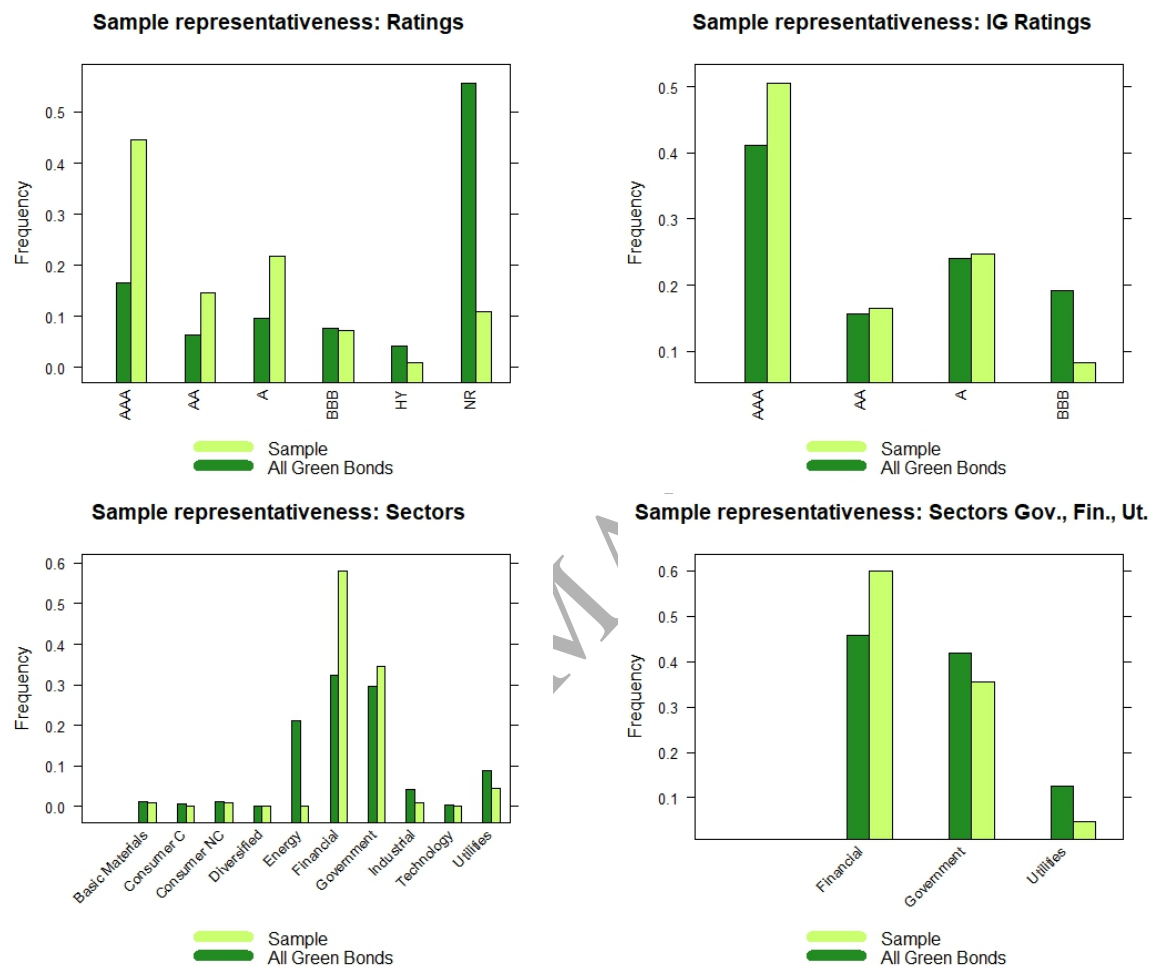 Sample representativeness: Ratings
Frequency
0.5
0.4
0.3
0.2
0.1
0.0
AAA
AA
A
BBB
HY
NR
Sample
All Green Bonds
Sample representativeness: IG Ratings
Frequency
0.5
0.4
0.3
0.2
0.1
AAA
AA
A
BBB
Sample
All Green Bonds
Sample representativeness: Sectors
Frequency
0.6
0.5
0.4
0.3
0.2
0.1
0.0
Basic Materials
Consumer C
Consumer NC
Diversified
Energy
Financial
Government
Industrial
Technology
Utilities
Sample
All Green Bonds
M
Sample representativeness: Sectors Gov., Fin., Ut.
Frequency
0.6
0.5
0.4
0.3
0.2
0.1
Financial
Government
Utilities
Sample
All Green Bonds